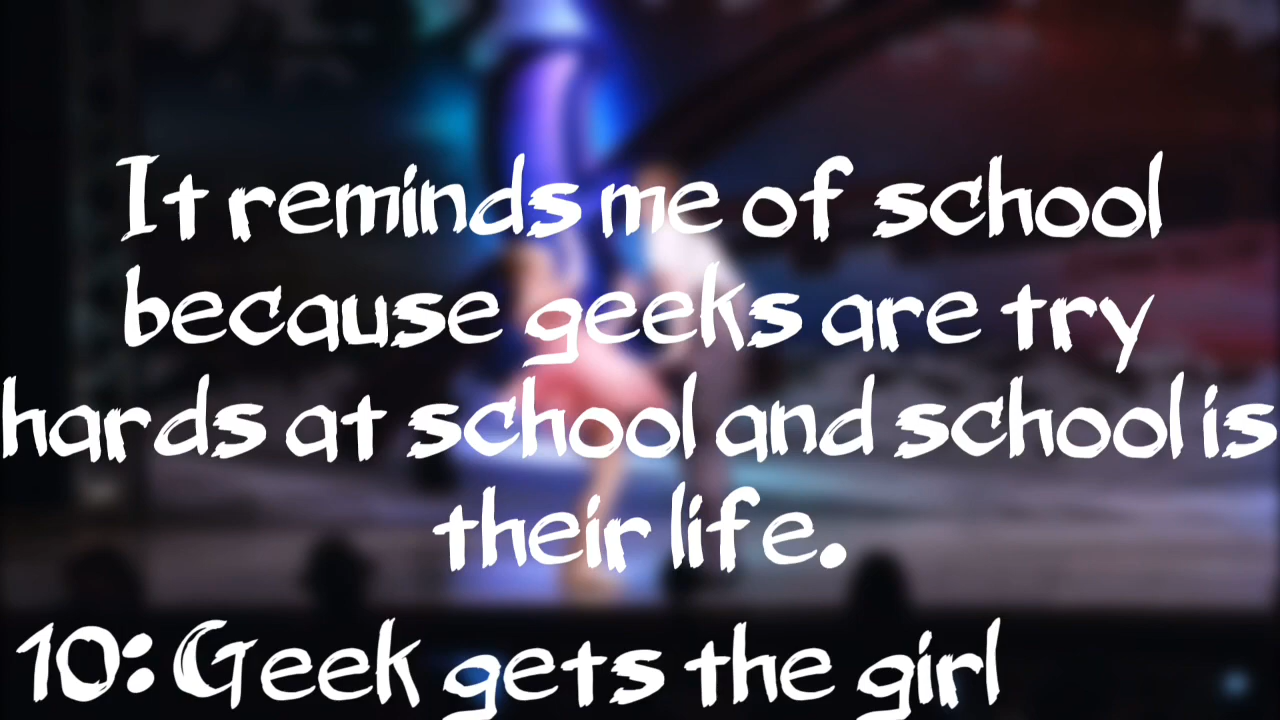 It reminds me of school
because geeks are try
hards at school and school is
their life.
10: Geek gets the girl